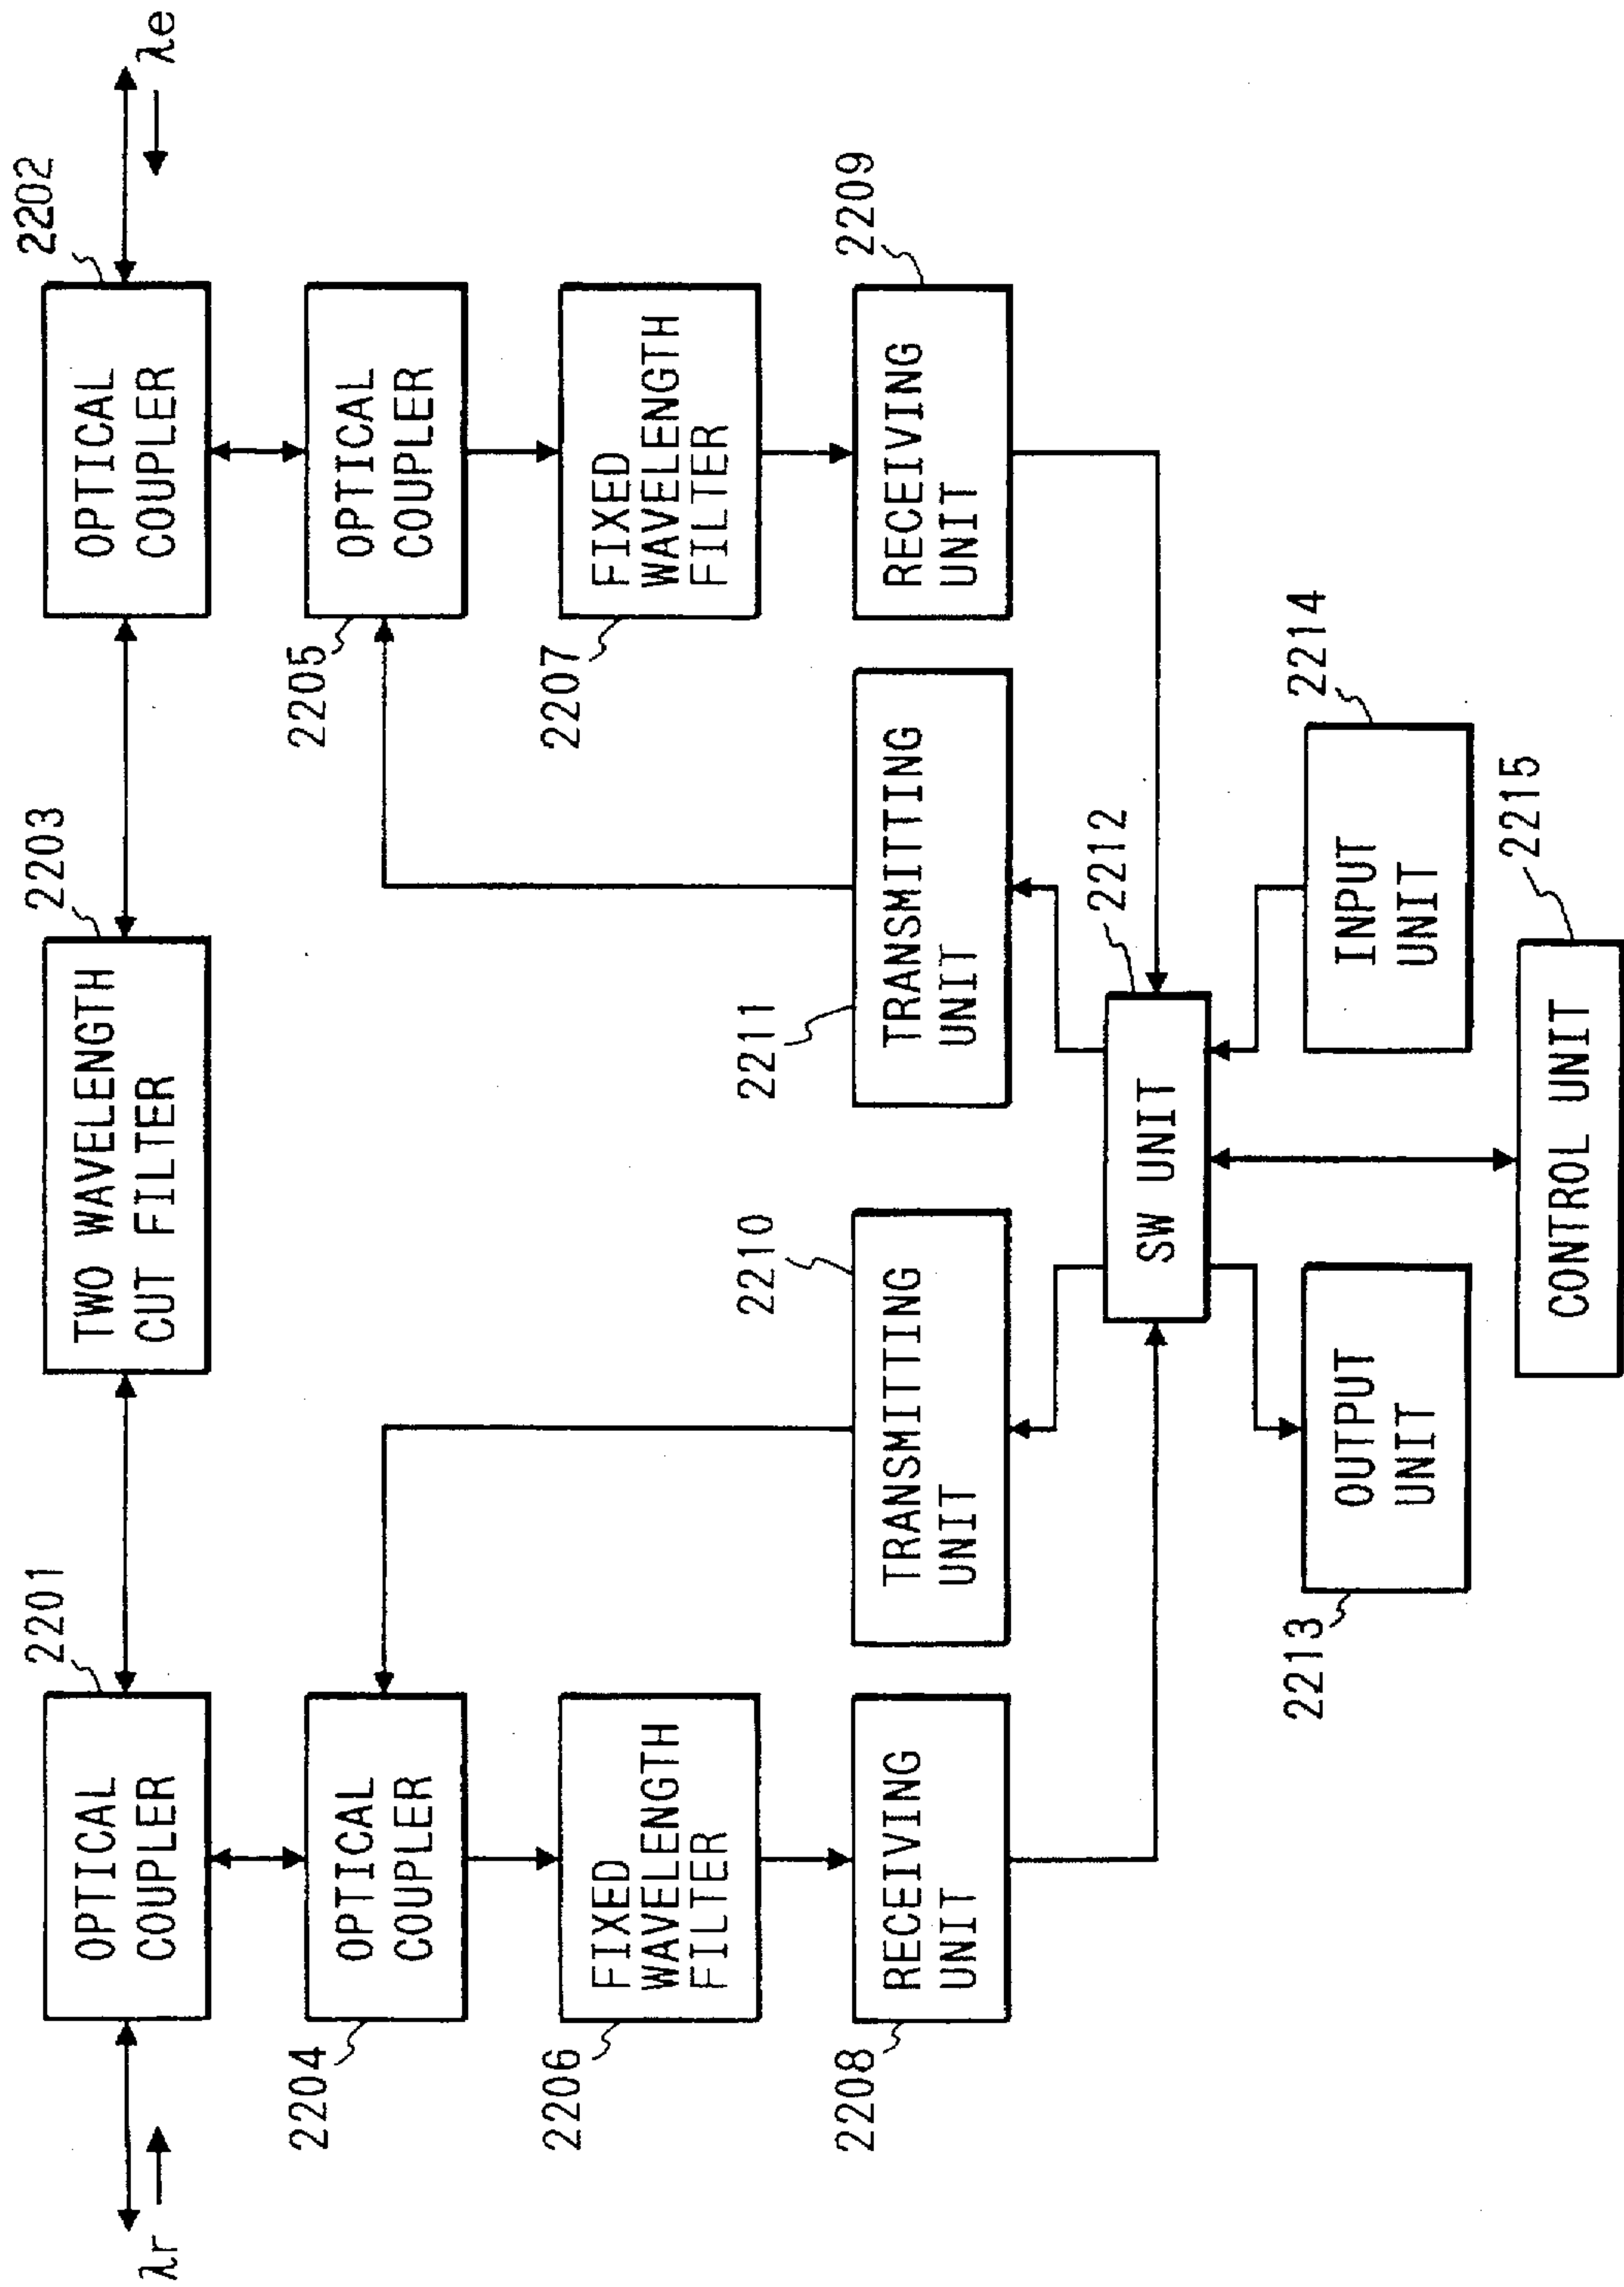 λr
λe
2201
OPTICAL
COUPLER
2203
TWO WAVELENGTH
CUT FILTER
2202
OPTICAL
COUPLER
2204
OPTICAL
COUPLER
2205
OPTICAL
COUPLER
2206
FIXED
WAVELENGTH
FILTER
2207
FIXED
WAVELENGTH
FILTER
2208
RECEIVING
UNIT
2210
TRANSMITTING
UNIT
2211
TRANSMITTING
UNIT
2209
RECEIVING
UNIT
2212
SW UNIT
2213
OUTPUT
UNIT
2214
INPUT
UNIT
2215
CONTROL UNIT